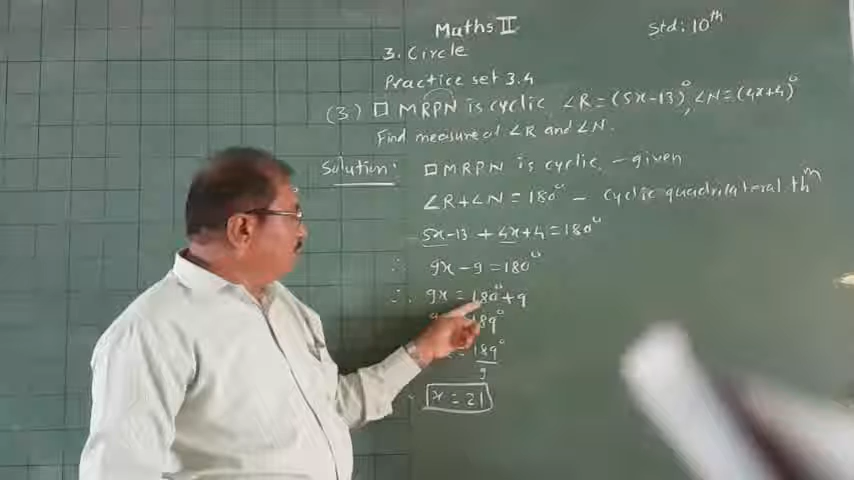 Maths II
Std: 10th
3. Circle
Practice set 3.4
(3) □ MRPN is cyclic, ∠R = (5x-13)°, ∠N = (4x+4)°
Find measure of ∠R and ∠N.
Solution: □MRPN is cyclic - given
∠R+∠N = 180° - cyclic quadrilateral thm
5x-13 + 4x+4 = 180°
∴ 9x-9 = 180°
∴ 9x = 180°+9
189°
= 189°
9
x = 21